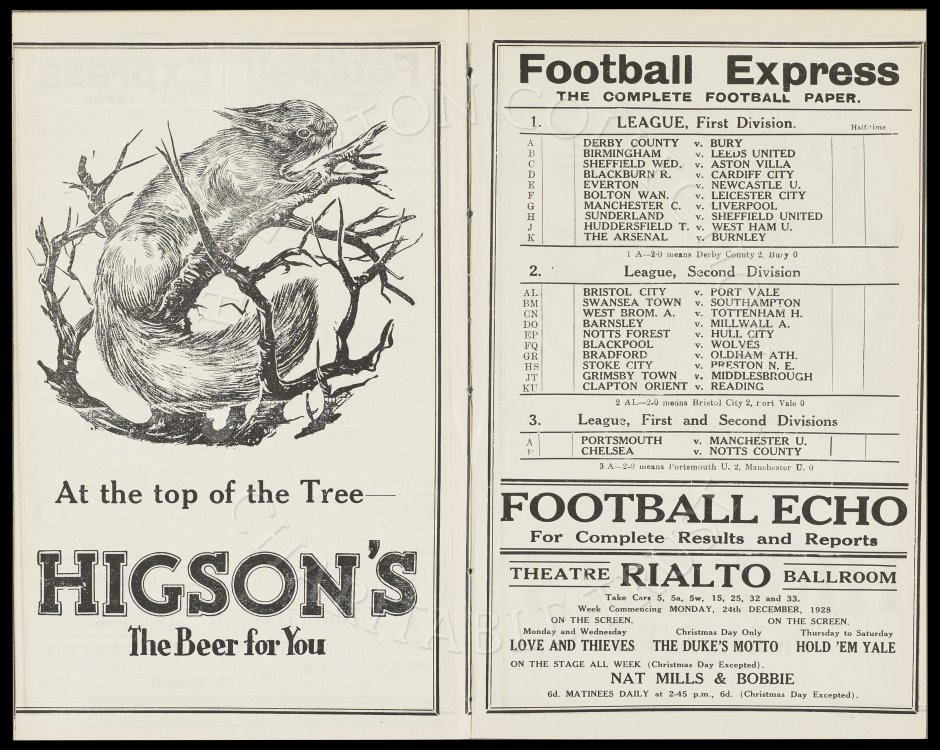 At the top of the Tree—
HIGSON'S
The Beer for You
Football Express
THE COMPLETE FOOTBALL PAPER.
1. LEAGUE, First Division. Half-time
A DERBY COUNTY v. BURY
B BIRMINGHAM v. LEEDS UNITED
C SHEFFIELD WED. v. ASTON VILLA
D BLACKBURN R. v. CARDIFF CITY
E EVERTON v. NEWCASTLE U.
F BOLTON WAN. v. LEICESTER CITY
G MANCHESTER C. v. LIVERPOOL
H SUNDERLAND v. SHEFFIELD UNITED
J HUDDERSFIELD T. v. WEST HAM U.
K THE ARSENAL v. BURNLEY
1 A—2-0 means Derby County 2, Bury 0
2. League, Second Division
AL BRISTOL CITY v. PORT VALE
BM SWANSEA TOWN v. SOUTHAMPTON
CN WEST BROM. A. v. TOTTENHAM H.
DO BARNSLEY v. MILLWALL A.
EP NOTTS FOREST v. HULL CITY
FQ BLACKPOOL v. WOLVES
GR BRADFORD v. OLDHAM ATH.
HS STOKE CITY v. PRESTON N. E.
JT GRIMSBY TOWN v. MIDDLESBROUGH
KU CLAPTON ORIENT v. READING
2 AL—2-0 means Bristol City 2, Port Vale 0
3. League, First and Second Divisions
A PORTSMOUTH v. MANCHESTER U.
CHELSEA v. NOTTS COUNTY
3 A—2-0 means Portsmouth U. 2, Manchester U. 0
FOOTBALL ECHO
For Complete Results and Reports
THEATRE RIALTO BALLROOM
Take Cars 5, 5a, 5w, 15, 25, 32 and 33.
Week Commencing MONDAY, 24th DECEMBER, 1928
ON THE SCREEN. ON THE SCREEN.
Monday and Wednesday Christmas Day Only Thursday to Saturday
LOVE AND THIEVES THE DUKE'S MOTTO HOLD 'EM YALE
ON THE STAGE ALL WEEK (Christmas Day Excepted).
NAT MILLS & BOBBIE
6d. MATINEES DAILY at 2-45 p.m., 6d. (Christmas Day Excepted).